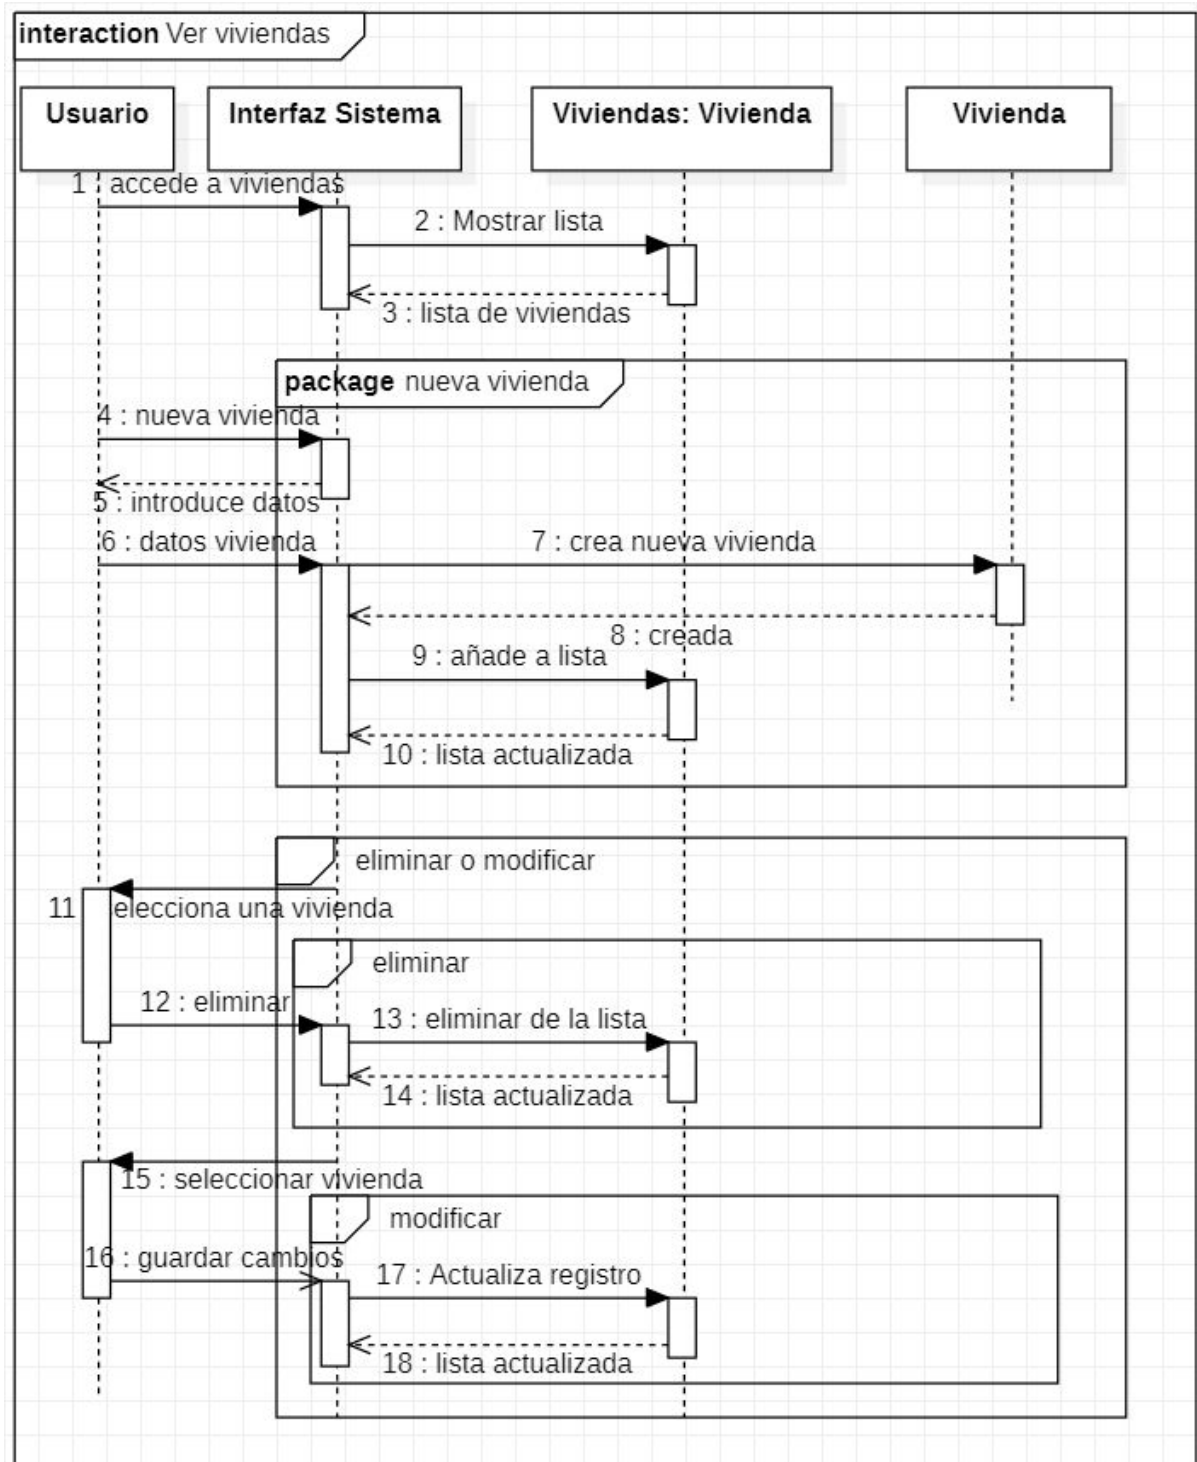 interaction Ver viviendas
Usuario
Interfaz Sistema
Viviendas: Vivienda
Vivienda
1 : accede a viviendas
2 : Mostrar lista
3 : lista de viviendas
package nueva vivienda
4 : nueva vivienda
5 : introduce datos
6 : datos vivienda
7 : crea nueva vivienda
8 : creada
9 : añade a lista
10 : lista actualizada
eliminar o modificar
11 selecciona una vivienda
eliminar
12 : eliminar
13 : eliminar de la lista
14 : lista actualizada
15 : seleccionar vivienda
modificar
16 : guardar cambios
17 : Actualiza registro
18 : lista actualizada